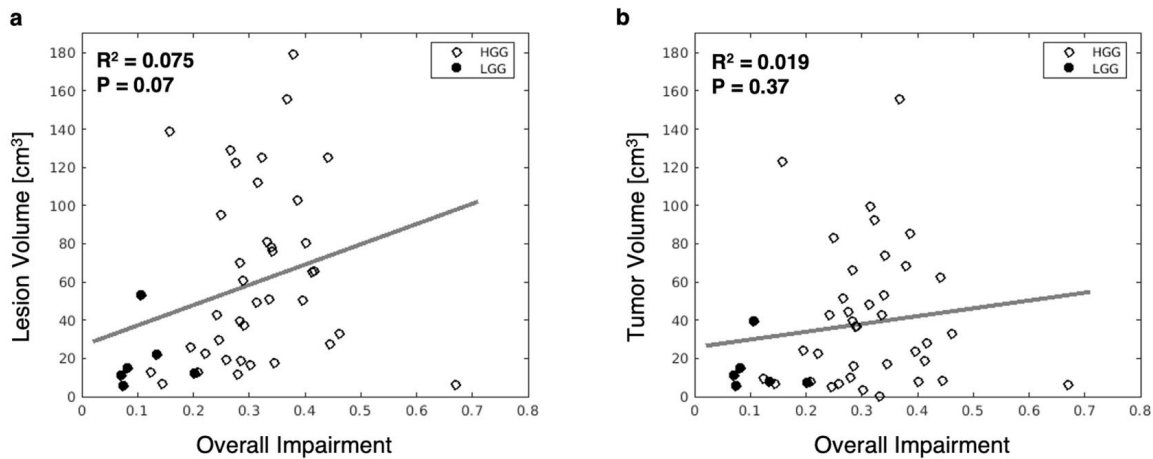 a
R² = 0.075
P = 0.07
HGG
LGG
Lesion Volume [cm³]
180
160
140
120
100
80
60
40
20
0
0 0.1 0.2 0.3 0.4 0.5 0.6 0.7 0.8
Overall Impairment
b
R² = 0.019
P = 0.37
HGG
LGG
Tumor Volume [cm³]
180
160
140
120
100
80
60
40
20
0
0 0.1 0.2 0.3 0.4 0.5 0.6 0.7 0.8
Overall Impairment